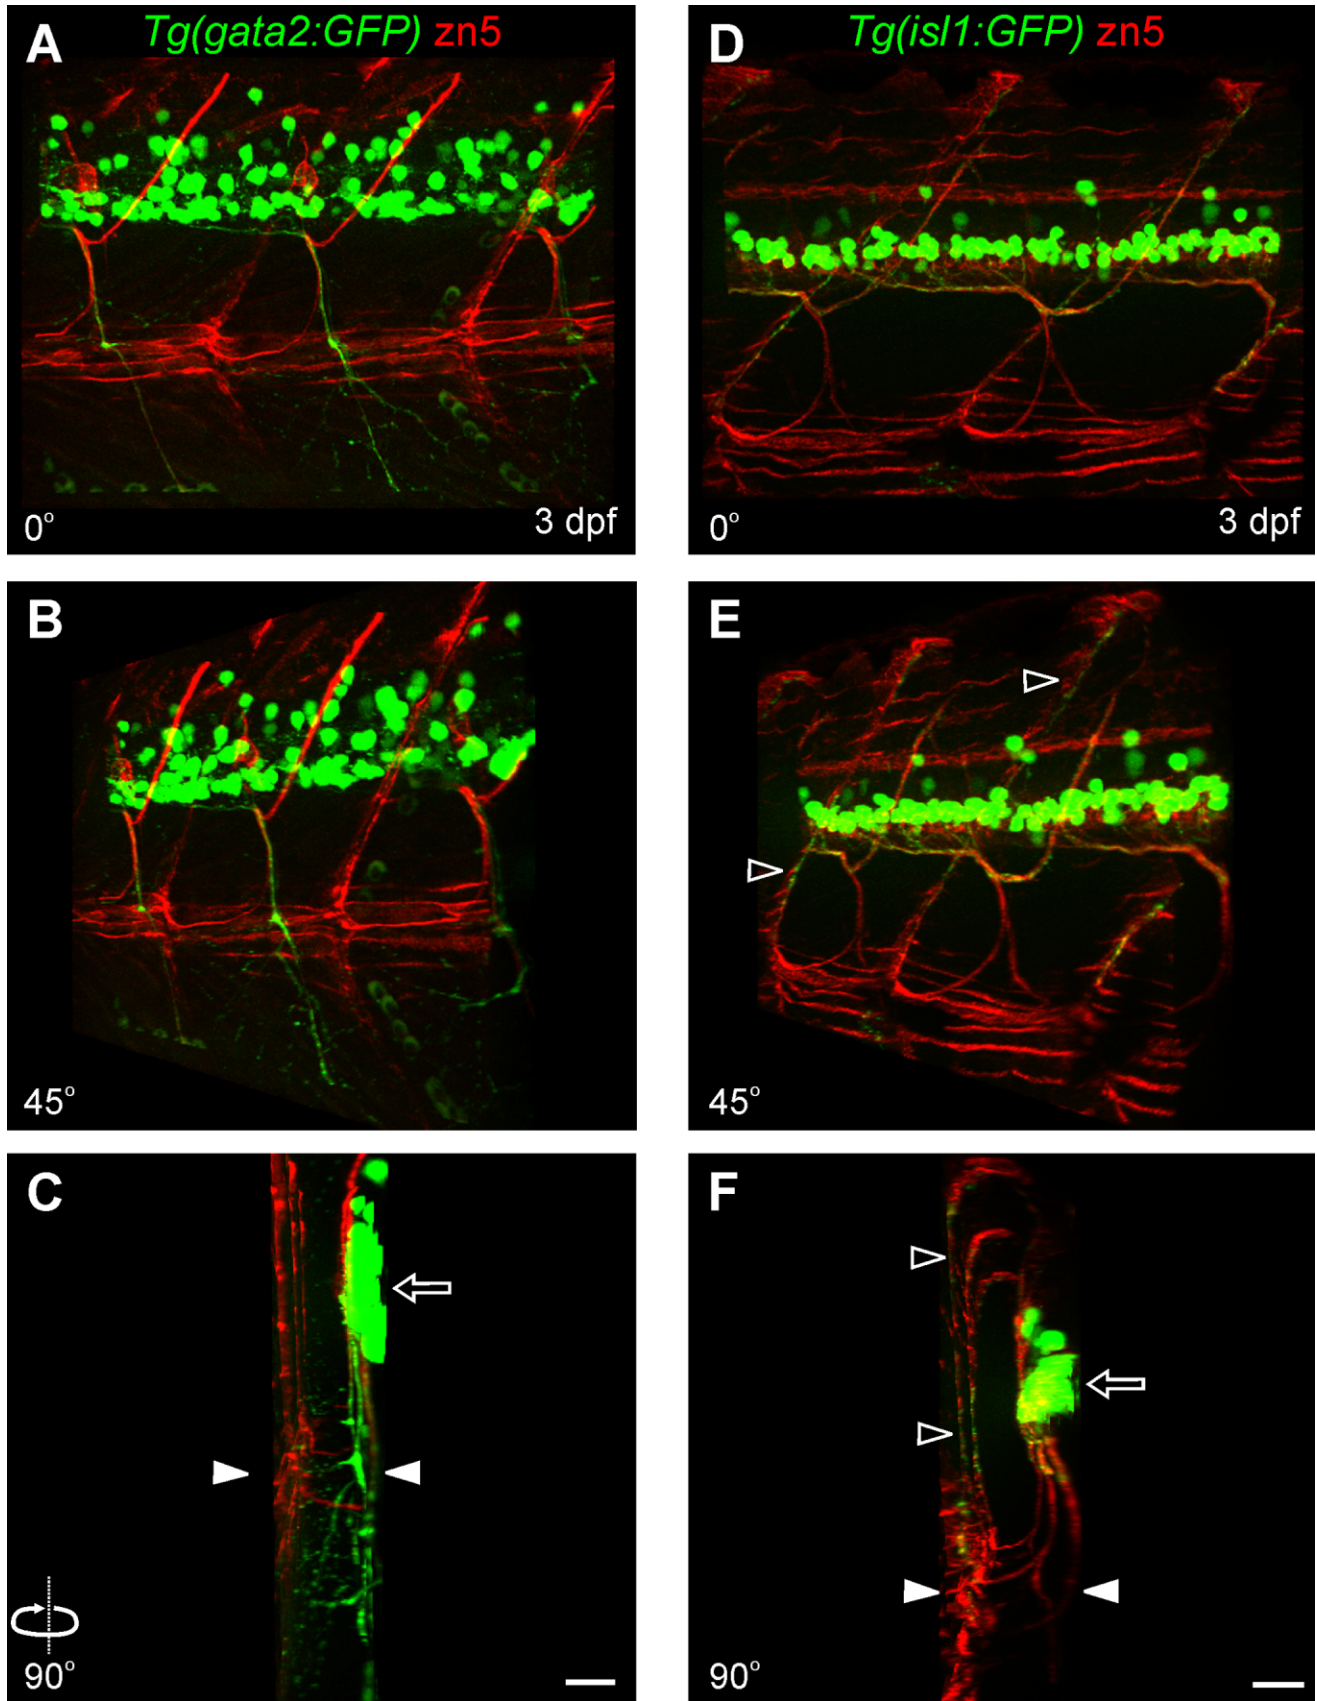 A
Tg(gata2:GFP) zn5
0°
3 dpf
D
Tg(isl1:GFP) zn5
0°
3 dpf
B
45°
E
45°
C
90°
F
90°